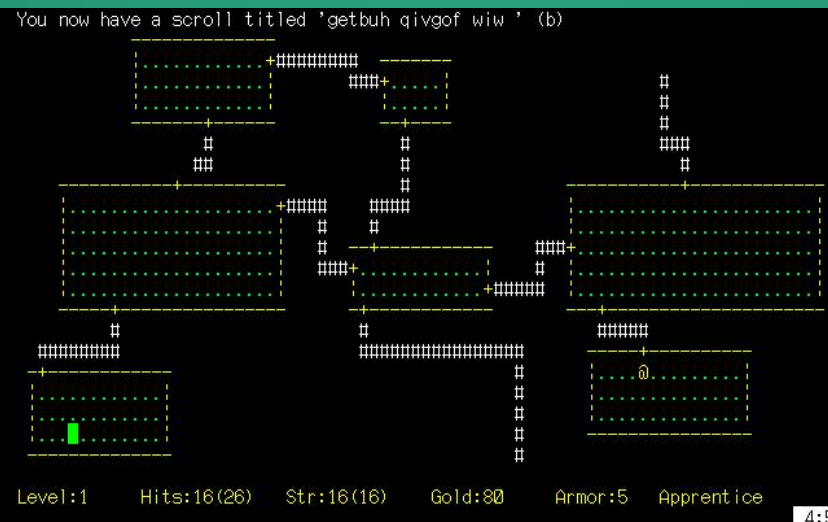 You now have a scroll titled 'getbuh qivgof wiw ' (b)
Level:1 Hits:16(26) Str:16(16) Gold:80 Armor:5 Apprentice